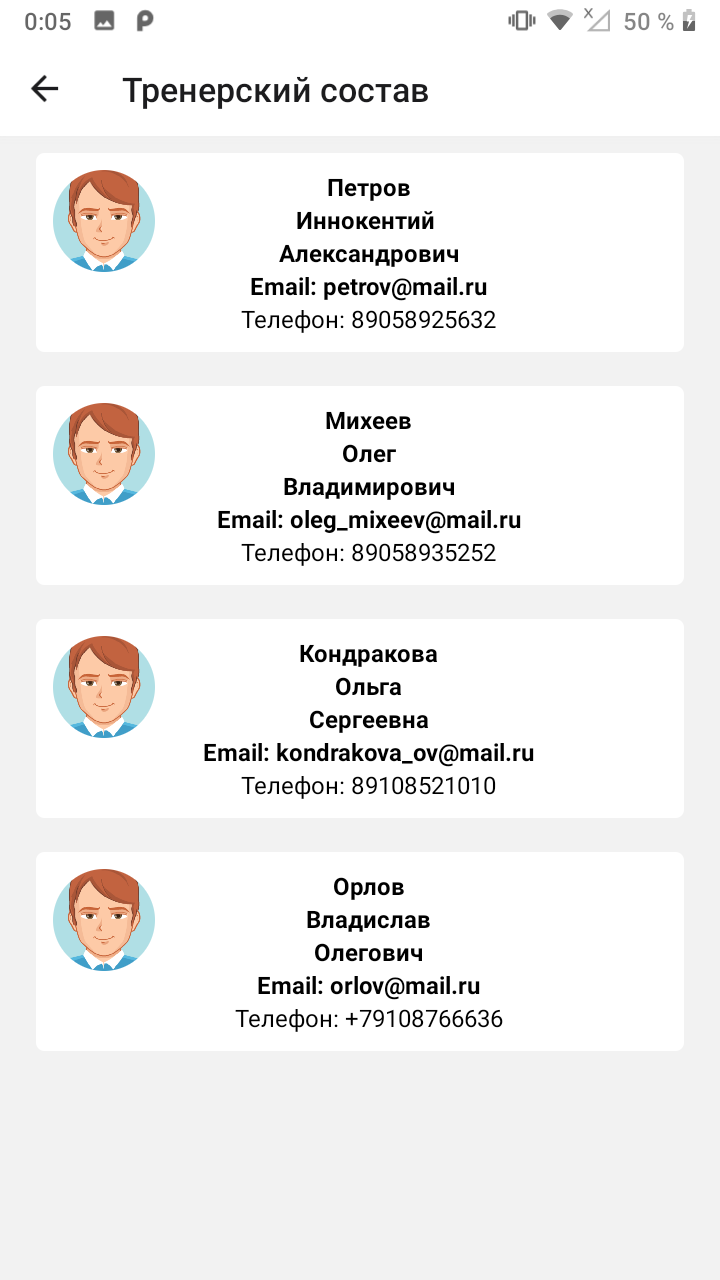 0:05
50 %
Тренерский состав
Петров
Иннокентий
Александрович
Email: petrov@mail.ru
Телефон: 89058925632
Михеев
Олег
Владимирович
Email: oleg_mixeev@mail.ru
Телефон: 89058935252
Кондракова
Ольга
Сергеевна
Email: kondrakova_ov@mail.ru
Телефон: 89108521010
Орлов
Владислав
Олегович
Email: orlov@mail.ru
Телефон: +79108766636